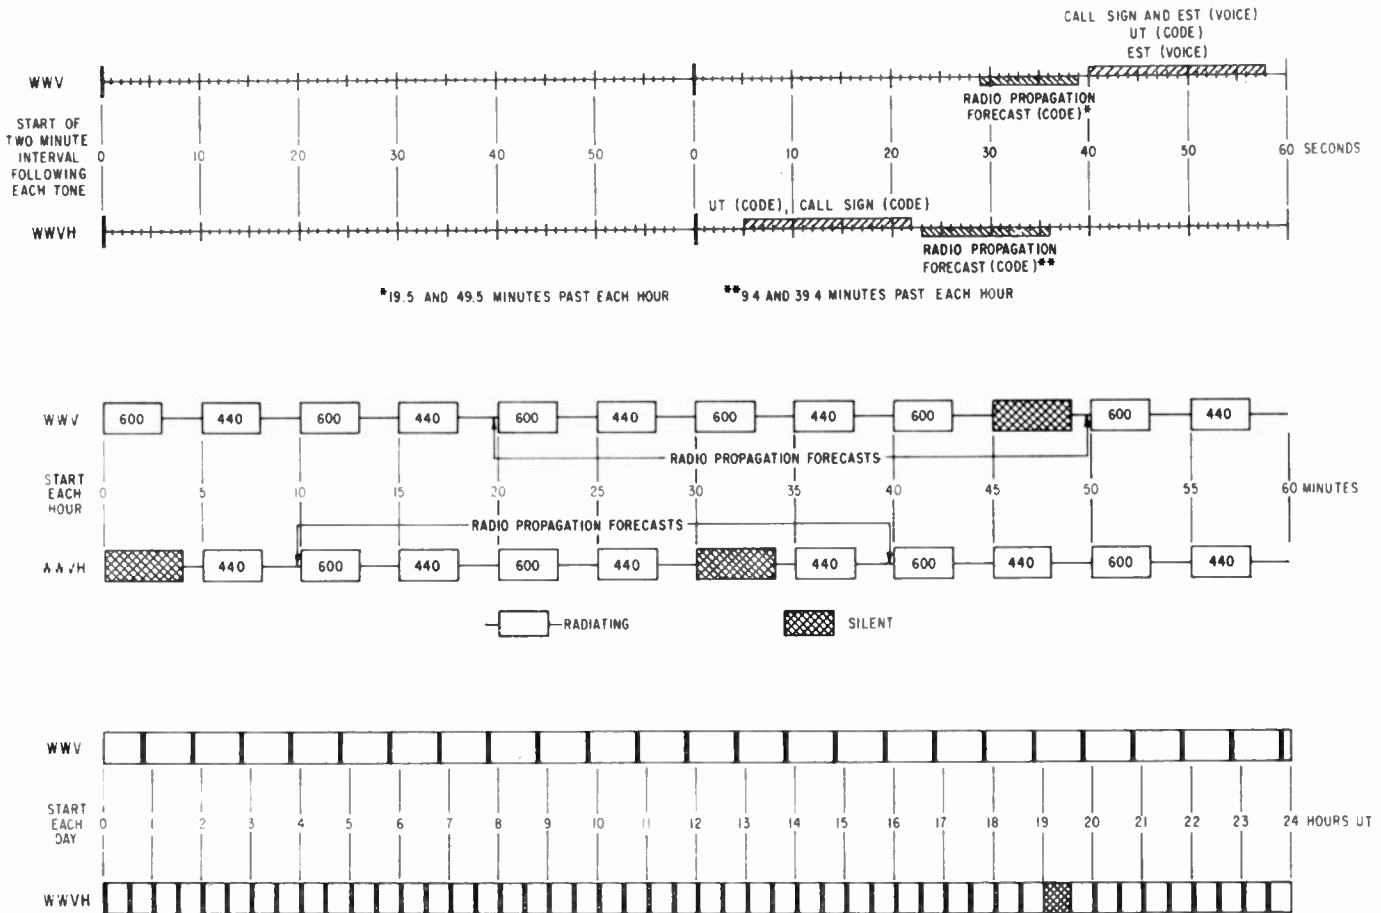 CALL SIGN AND EST (VOICE)
UT (CODE)
EST (VOICE)
WWV
RADIO PROPAGATION
FORECAST (CODE)*
START OF
TWO MINUTE
INTERVAL
FOLLOWING
EACH TONE
0 10 20 30 40 50 0 10 20 30 40 50 60 SECONDS
UT (CODE), CALL SIGN (CODE)
WWVH
RADIO PROPAGATION
FORECAST (CODE)**
*19.5 AND 49.5 MINUTES PAST EACH HOUR **9 4 AND 39 4 MINUTES PAST EACH HOUR
WWV 600 440 600 440 600 440 600 440 600 600 440
RADIO PROPAGATION FORECASTS
START
EACH
HOUR
0 5 10 15 20 25 30 35 40 45 50 55 60 MINUTES
RADIO PROPAGATION FORECASTS
WWVH 440 600 440 600 440 440 600 440 600 440
RADIATING SILENT
WWV
START
EACH
DAY
0 1 2 3 4 5 6 7 8 9 10 11 12 13 14 15 16 17 18 19 20 21 22 23 24 HOURS UT
WWVH